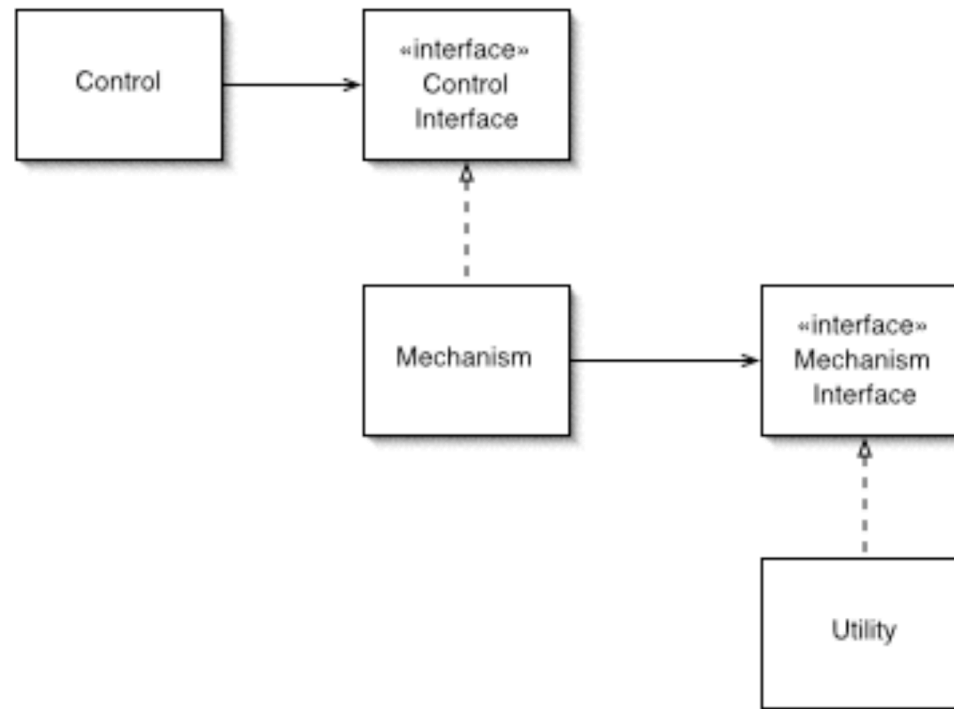 Control
«interface»
Control
Interface
Mechanism
«interface»
Mechanism
Interface
Utility